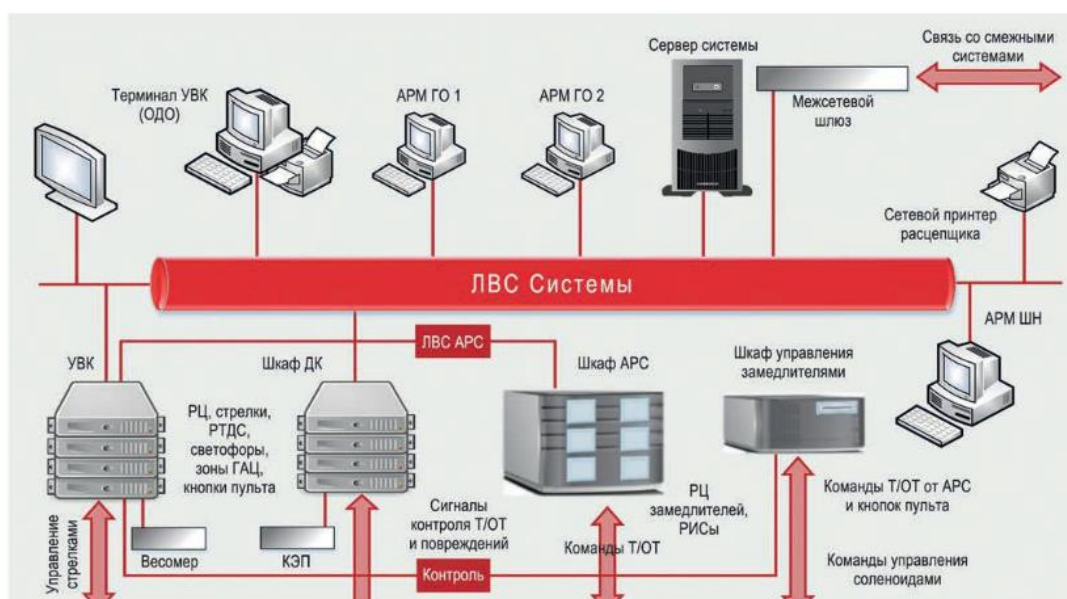 Сервер системы
Связь со смежными
системами
Терминал УВК
(ОДО)
АРМ ГО 1
АРМ ГО 2
Межсетевой
шлюз
Сетевой принтер
расцепщика
ЛВС Системы
АРМ ШН
ЛВС АРС
УВК
Шкаф ДК
Шкаф АРС
Шкаф управления
замедлителями
РЦ, стрелки,
РТДС,
светофоры,
зоны ГАЦ,
кнопки пульта
Сигналы
контроля Т/ОТ
и повреждений
РЦ
замедлителей,
РИСы
Команды Т/ОТ от АРС
и кнопок пульта
Управление
стрелками
Весомер
КЭП
Команды Т/ОТ
Контроль
Команды управления
соленоидами